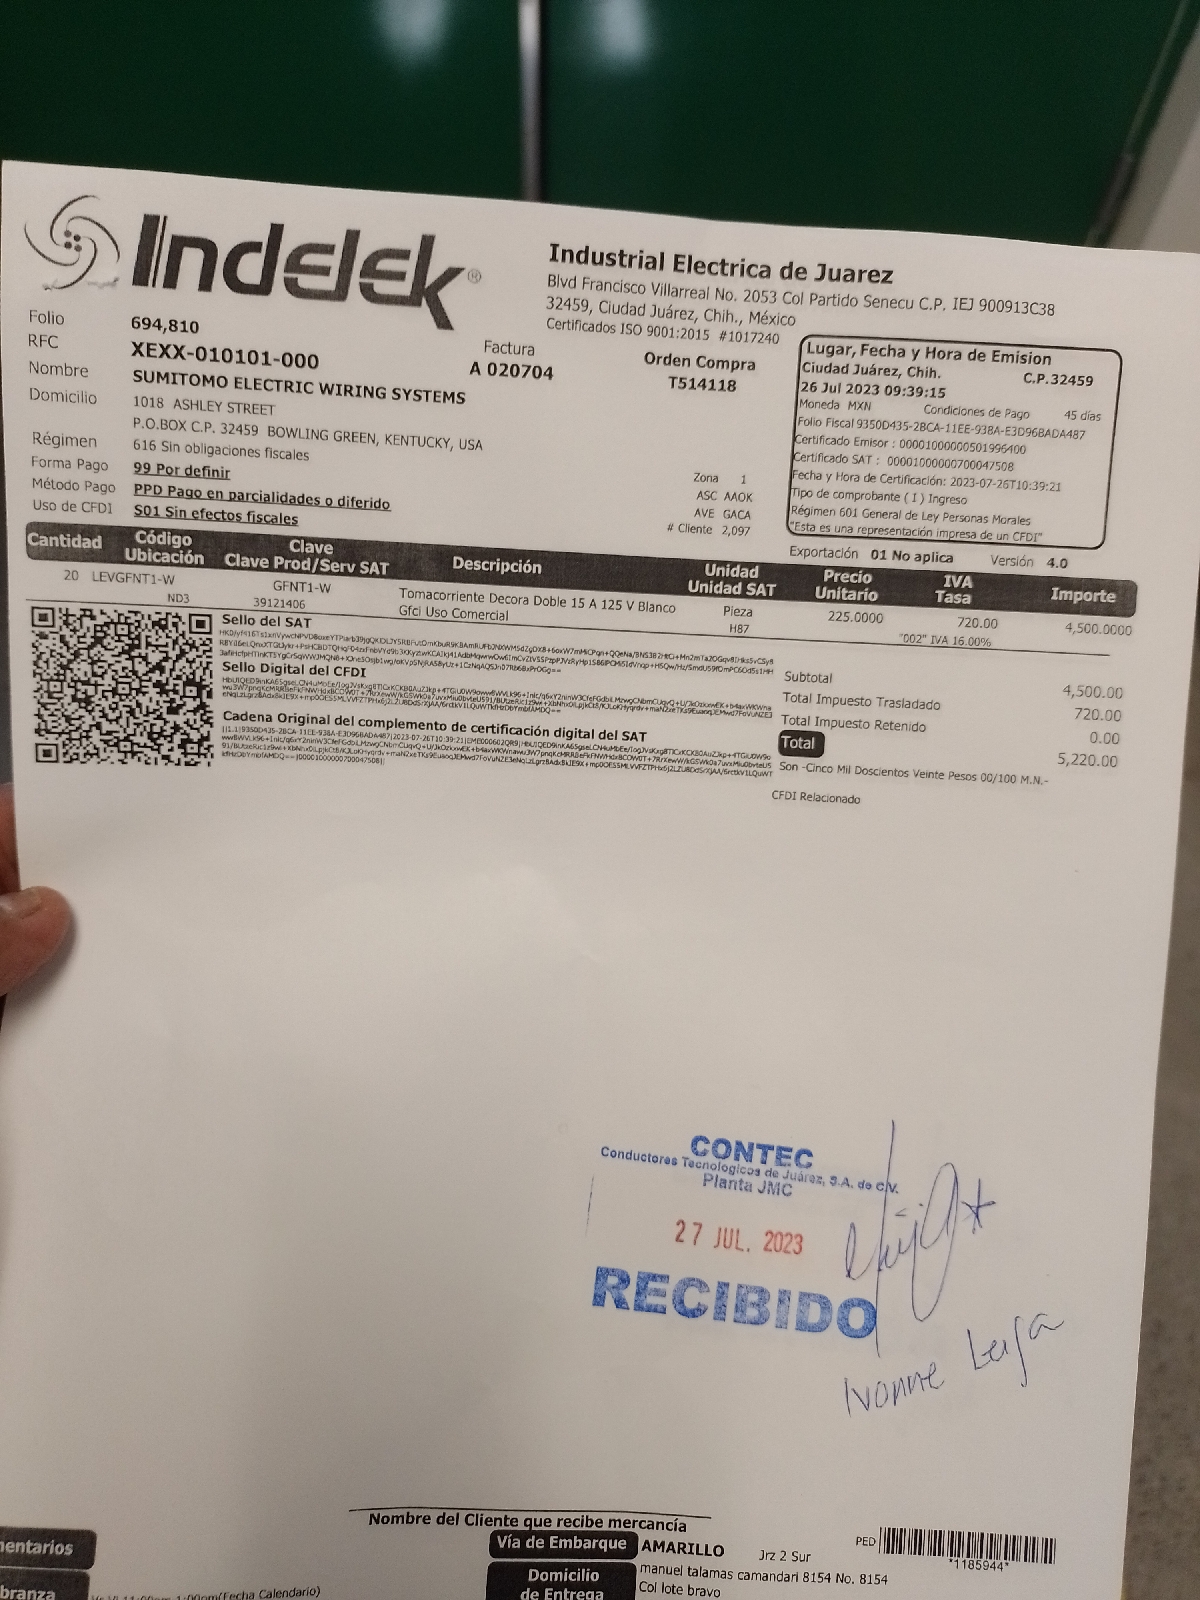 Indelek®
Industrial Electrica de Juarez
Blvd Francisco Villarreal No. 2053 Col Partido Senecu C.P. IEJ 900913C38
32459, Ciudad Juárez, Chih., México
Certificados ISO 9001:2015 #1017240
Folio 694,810
RFC XEXX-010101-000
Nombre SUMITOMO ELECTRIC WIRING SYSTEMS
Domicilio 1018 ASHLEY STREET
P.O.BOX C.P. 32459 BOWLING GREEN, KENTUCKY, USA
Régimen 616 Sin obligaciones fiscales
Forma Pago 99 Por definir
Método Pago PPD Pago en parcialidades o diferido
Uso de CFDI S01 Sin efectos fiscales
Factura
A 020704
Orden Compra
T514118
Zona 1
ASC AAOK
AVE GACA
# Cliente 2,097
Lugar, Fecha y Hora de Emision
Ciudad Juárez, Chih. C.P.32459
26 Jul 2023 09:39:15
Moneda MXN Condiciones de Pago 45 días
Folio Fiscal 9350D435-2BCA-11EE-938A-E3D96BADA487
Certificado Emisor : 00001000000501996400
Certificado SAT : 00001000000700047508
Fecha y Hora de Certificación: 2023-07-26T10:39:21
Tipo de comprobante ( I ) Ingreso
Régimen 601 General de Ley Personas Morales
"Esta es una representación impresa de un CFDI"
Exportación 01 No aplica Versión 4.0
Cantidad Código Ubicación Clave Clave Prod/Serv SAT Descripción Unidad Unidad SAT Precio Unitario IVA Tasa Importe
20 LEVGFNT1-W GFNT1-W Tomacorriente Decora Doble 15 A 125 V Blanco Pieza 225.0000 720.00 4,500.0000
ND3 39121406 Gfci Uso Comercial H87 "002" IVA 16.00%
Sello del SAT
Sello Digital del CFDI
Cadena Original del complemento de certificación digital del SAT
Subtotal 4,500.00
Total Impuesto Trasladado 720.00
Total Impuesto Retenido 0.00
Total 5,220.00
Son -Cinco Mil Doscientos Veinte Pesos 00/100 M.N.-
CFDI Relacionado
CONTEC
Conductores Tecnologicos de Juárez, S.A. de C.V.
Planta JMC
27 JUL. 2023
RECIBIDO
Ivonne
Nombre del Cliente que recibe mercancía
Vía de Embarque AMARILLO Jrz 2 Sur
PED *1185944*
Domicilio de Entrega
manuel talamas camandari 8154 No. 8154
Col lote bravo
entarios
branza
(Fecha Calendario)